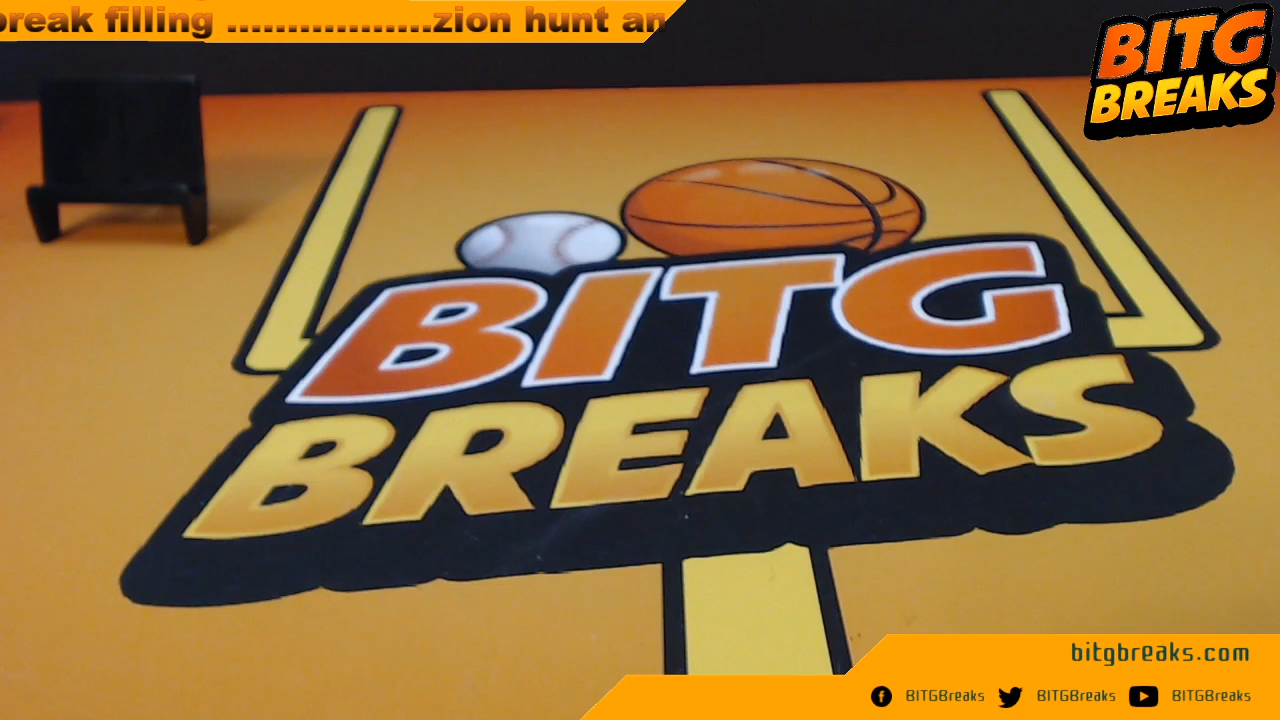 break filling .................zion hunt an
BITG
BREAKS
BITG
BREAKS
bitgbreaks.com
BITGBreaks BITGBreaks BITGBreaks